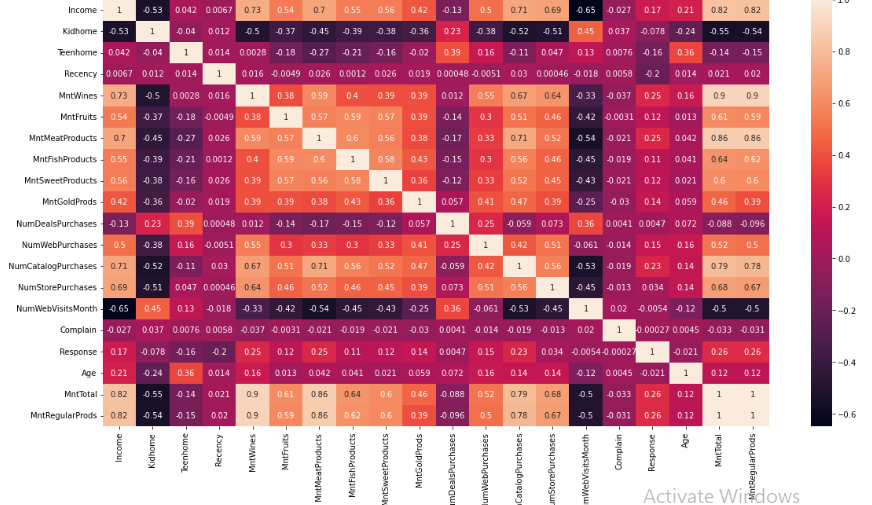 Income 1 -0.53 0.042 0.0067 0.73 0.54 0.7 0.55 0.56 0.42 -0.13 0.5 0.71 0.69 -0.65 -0.027 0.17 0.21 0.82 0.82
Kidhome -0.53 1 -0.04 0.012 -0.5 -0.37 -0.45 -0.39 -0.38 -0.36 0.23 -0.38 -0.52 -0.51 0.45 0.037 -0.078 -0.24 -0.55 -0.54
Teenhome 0.042 -0.04 1 0.014 0.0028 -0.18 -0.27 -0.21 -0.16 -0.02 0.39 0.16 -0.11 0.047 0.13 0.0076 -0.16 0.36 -0.14 -0.15
Recency 0.0067 0.012 0.014 1 0.016 -0.0049 0.026 0.0012 0.026 0.019 0.00048 -0.0051 0.03 0.00046 -0.018 0.0058 -0.2 0.014 0.021 0.02
MntWines 0.73 -0.5 0.0028 0.016 1 0.38 0.59 0.4 0.39 0.39 0.012 0.55 0.67 0.64 -0.33 -0.037 0.25 0.16 0.9 0.9
MntFruits 0.54 -0.37 -0.18 -0.0049 0.38 1 0.57 0.59 0.57 0.39 -0.14 0.3 0.51 0.46 -0.42 -0.0031 0.12 0.013 0.61 0.59
MntMeatProducts 0.7 -0.45 -0.27 0.026 0.59 0.57 1 0.6 0.56 0.38 -0.17 0.33 0.71 0.52 -0.54 -0.021 0.25 0.042 0.86 0.86
MntFishProducts 0.55 -0.39 -0.21 0.0012 0.4 0.59 0.6 1 0.58 0.43 -0.15 0.3 0.56 0.46 -0.45 -0.019 0.11 0.041 0.64 0.62
MntSweetProducts 0.56 -0.38 -0.16 0.026 0.39 0.57 0.56 0.58 1 0.36 -0.12 0.33 0.52 0.45 -0.43 -0.021 0.12 0.021 0.6 0.6
MntGoldProds 0.42 -0.36 -0.02 0.019 0.39 0.39 0.38 0.43 0.36 1 0.057 0.41 0.47 0.39 -0.25 -0.03 0.14 0.059 0.46 0.39
NumDealsPurchases -0.13 0.23 0.39 0.00048 0.012 -0.14 -0.17 -0.15 -0.12 0.057 1 0.25 -0.059 0.073 0.36 0.0041 0.0047 0.072 -0.088 -0.096
NumWebPurchases 0.5 -0.38 0.16 -0.0051 0.55 0.3 0.33 0.3 0.33 0.41 0.25 1 0.42 0.51 -0.061 -0.014 0.15 0.16 0.52 0.5
NumCatalogPurchases 0.71 -0.52 -0.11 0.03 0.67 0.51 0.71 0.56 0.52 0.47 -0.059 0.42 1 0.56 -0.53 -0.019 0.23 0.14 0.79 0.78
NumStorePurchases 0.69 -0.51 0.047 0.00046 0.64 0.46 0.52 0.46 0.45 0.39 0.073 0.51 0.56 1 -0.45 -0.013 0.034 0.14 0.68 0.67
NumWebVisitsMonth -0.65 0.45 0.13 -0.018 -0.33 -0.42 -0.54 -0.45 -0.43 -0.25 0.36 -0.061 -0.53 -0.45 1 0.02 -0.0054 -0.12 -0.5 -0.5
Complain -0.027 0.037 0.0076 0.0058 -0.037 -0.0031 -0.021 -0.019 -0.021 -0.03 0.0041 -0.014 -0.019 -0.013 0.02 1 -0.00027 0.0045 -0.033 -0.031
Response 0.17 -0.078 -0.16 -0.2 0.25 0.12 0.25 0.11 0.12 0.14 0.0047 0.15 0.23 0.034 -0.0054 -0.00027 1 -0.021 0.26 0.26
Age 0.21 -0.24 0.36 0.014 0.16 0.013 0.042 0.041 0.021 0.059 0.072 0.16 0.14 0.14 -0.12 0.0045 -0.021 1 0.12 0.12
MntTotal 0.82 -0.55 -0.14 0.021 0.9 0.61 0.86 0.64 0.6 0.46 -0.088 0.52 0.79 0.68 -0.5 -0.033 0.26 0.12 1 1
MntRegularProds 0.82 -0.54 -0.15 0.02 0.9 0.59 0.86 0.62 0.6 0.39 -0.096 0.5 0.78 0.67 -0.5 -0.031 0.26 0.12 1 1
Income
Kidhome
Teenhome
Recency
MntWines
MntFruits
MntMeatProducts
MntFishProducts
MntSweetProducts
MntGoldProds
umDealsPurchases
umWebPurchases
CatalogPurchases
umStorePurchases
mWebVisitsMonth
Complain
Response
Age
MntTotal
MntRegularProds
1.0
0.8
0.6
0.4
0.2
0.0
-0.2
-0.4
-0.6
Activate Windows